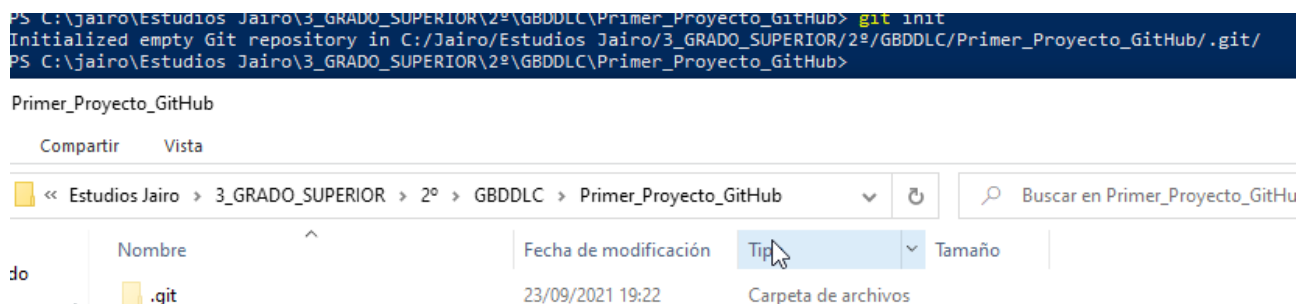 PS C:\jairo\Estudios Jairo\3_GRADO_SUPERIOR\2º\GBDDLC\Primer_Proyecto_GitHub> git init
Initialized empty Git repository in C:/Jairo/Estudios Jairo/3_GRADO_SUPERIOR/2º/GBDDLC/Primer_Proyecto_GitHub/.git/
PS C:\jairo\Estudios Jairo\3_GRADO_SUPERIOR\2º\GBDDLC\Primer_Proyecto_GitHub>
Primer_Proyecto_GitHub
Compartir Vista
« Estudios Jairo > 3_GRADO_SUPERIOR > 2º > GBDDLC > Primer_Proyecto_GitHub Buscar en Primer_Proyecto_GitHu
Nombre Fecha de modificación Tip Tamaño
do
.git 23/09/2021 19:22 Carpeta de archivos